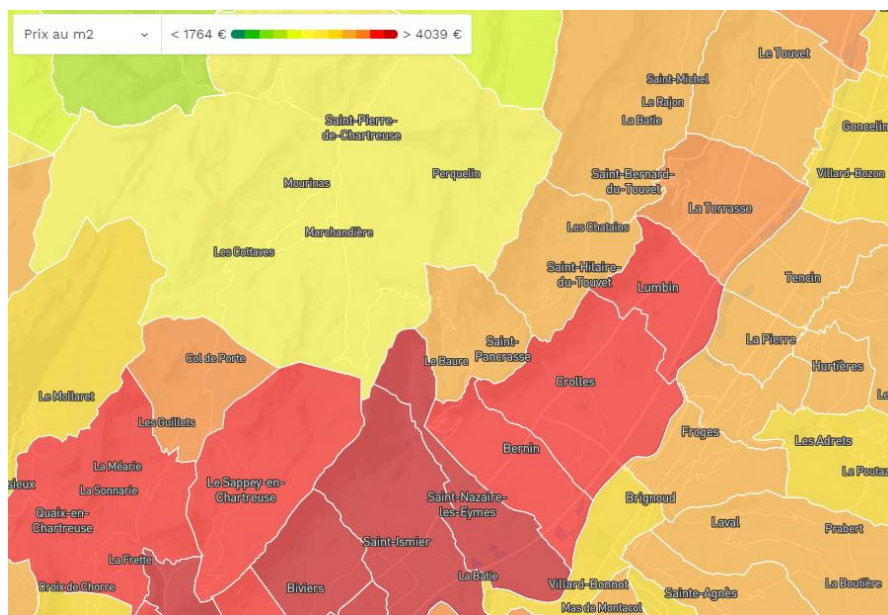 Prix au m2
< 1764 €
> 4039 €
Le Touvet
Saint-Michel
Le Rajon
La Batie
Saint-Pierre-
de-Chartreuse
Goncelin
Perquelin
Saint-Bernard-
du-Touvet
Villard-Bozon
Mourinas
La Terrasse
Les Chatains
Marchandière
Les Cottaves
Saint-Hilaire-
du-Touvet
Tencin
Lumbin
La Pierre
Saint-
Pancrasse
Col de Porte
Le Baure
Hurtières
Crolles
Le Mollaret
Les Guillets
Froges
Les Adrets
Bernin
La Méarie
Le Sappey-en-
Chartreuse
La Sonnarie
Saint-Nazaire-
les-Eymes
Brignoud
Quaix-en-
Chartreuse
Laval
Prabert
Saint-Ismier
La Frette
La Batie
Biviers
Croix de Chorre
Villard-Bonnot
Sainte-Agnès
La Boutière
Mas de Montacol